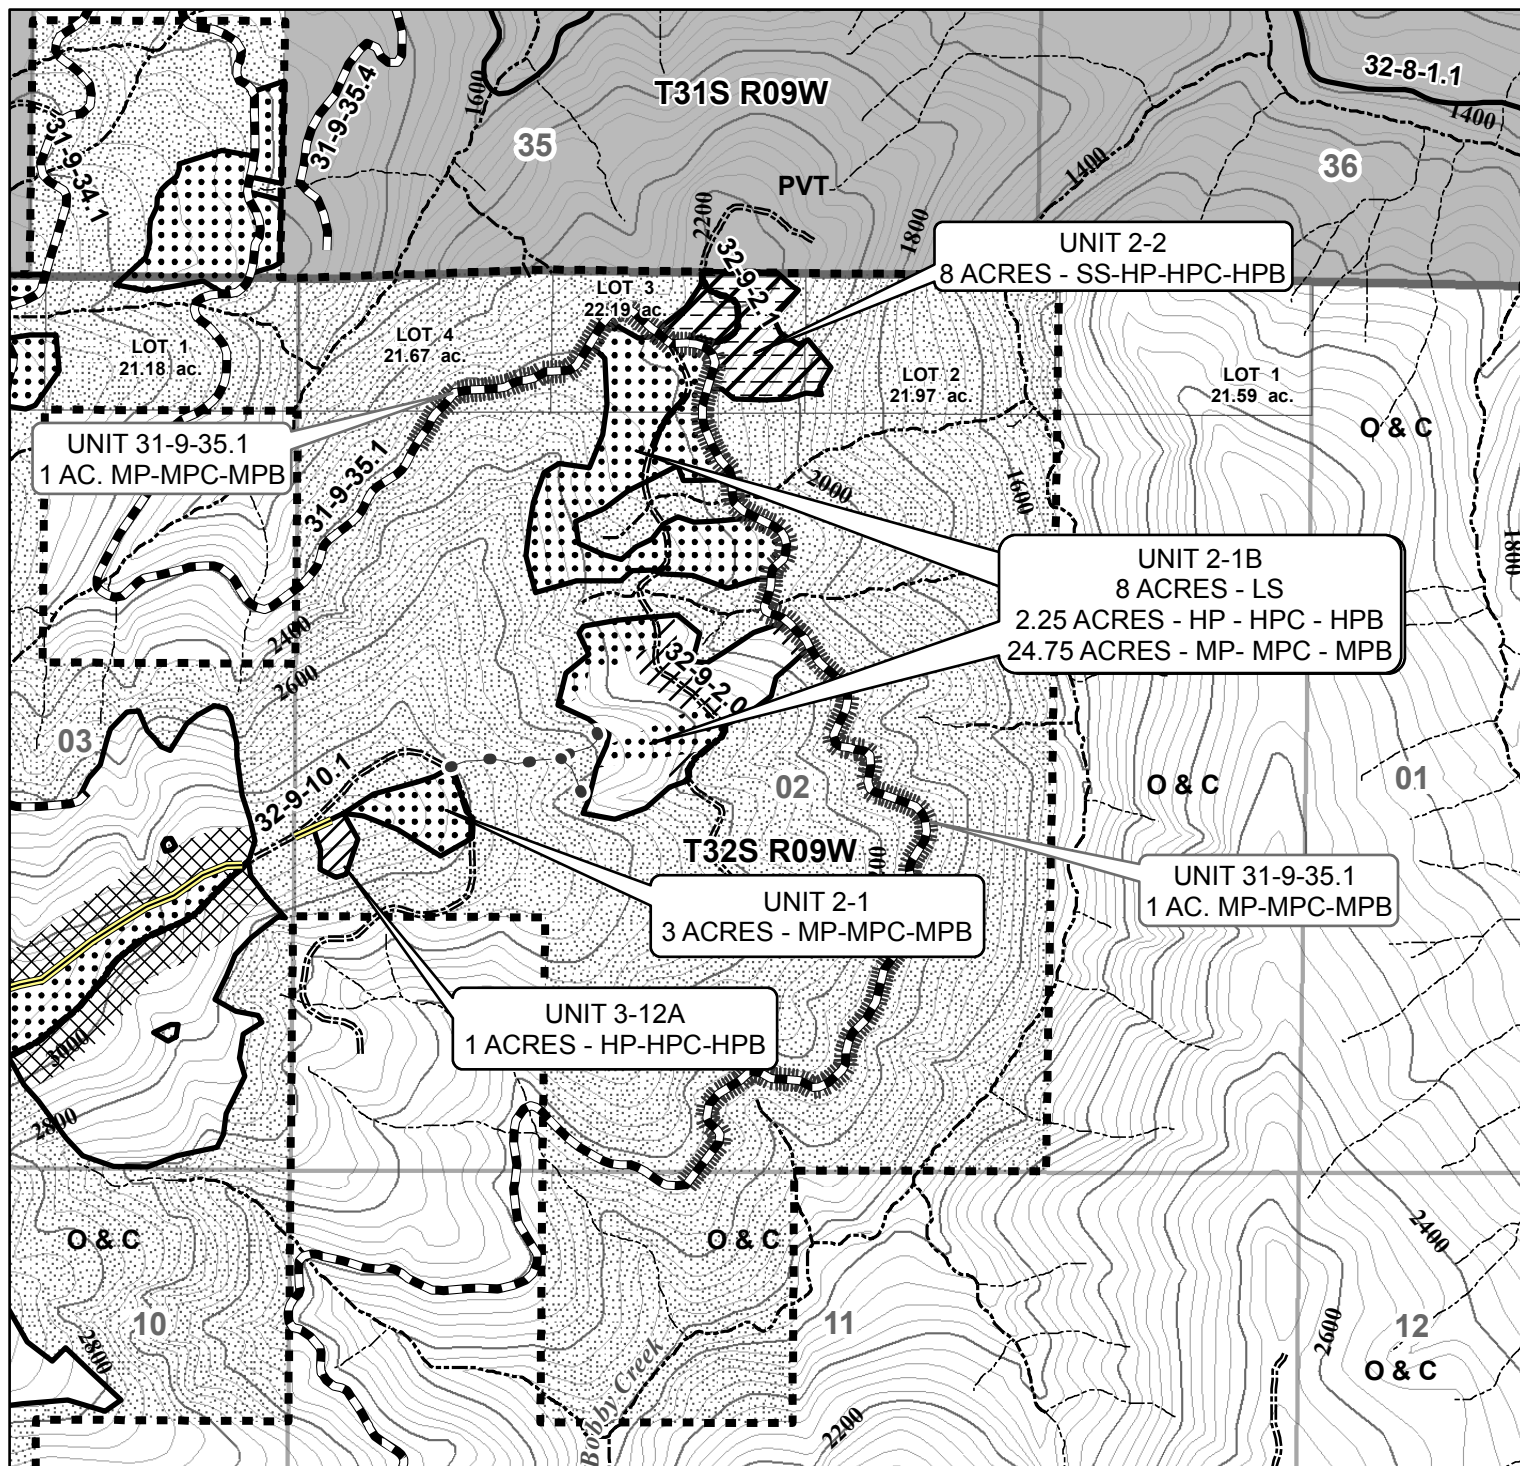 32-8-1.1
31-9-35.4
1600
T31S R09W
1400
31-9-34.1
35
1400
36
PVT
2200
1800
32-9-2.1
UNIT 2-2
8 ACRES - SS-HP-HPC-HPB
LOT 3
22.19 ac.
LOT 4
21.67 ac.
LOT 1
21.18 ac.
LOT 2
21.97 ac.
LOT 1
21.59 ac.
O & C
UNIT 31-9-35.1
1 AC. MP-MPC-MPB
31-9-35.1
2000
1600
1800
UNIT 2-1B
8 ACRES - LS
2.25 ACRES - HP - HPC - HPB
24.75 ACRES - MP- MPC - MPB
2400
2600
32-9-2.0
03
32-9-10.1
02
O & C
01
T32S R09W
UNIT 31-9-35.1
1 AC. MP-MPC-MPB
UNIT 2-1
3 ACRES - MP-MPC-MPB
UNIT 3-12A
1 ACRES - HP-HPC-HPB
3000
2800
O & C
O & C
2400
10
11
2600
12
2800
O & C
Bobby Creek
2200